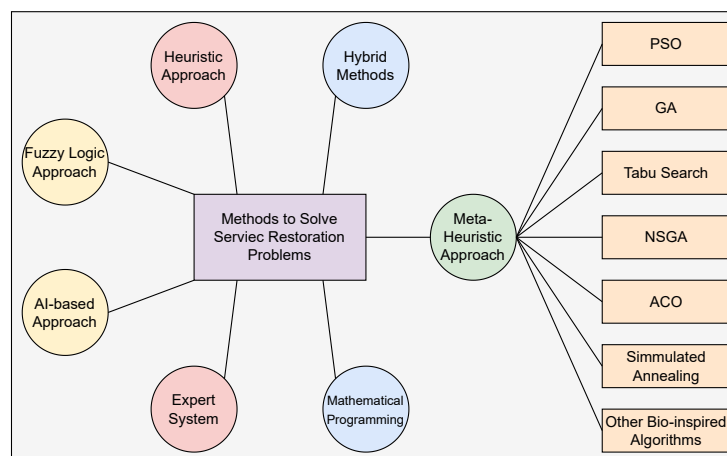 Heuristic
Approach
Hybrid
Methods
PSO
GA
Fuzzy Logic
Approach
Tabu Search
Methods to Solve
Serviec Restoration
Problems
Meta-
Heuristic
Approach
NSGA
AI-based
Approach
ACO
Simmulated
Annealing
Expert
System
Mathematical
Programming
Other Bio-inspired
Algorithms